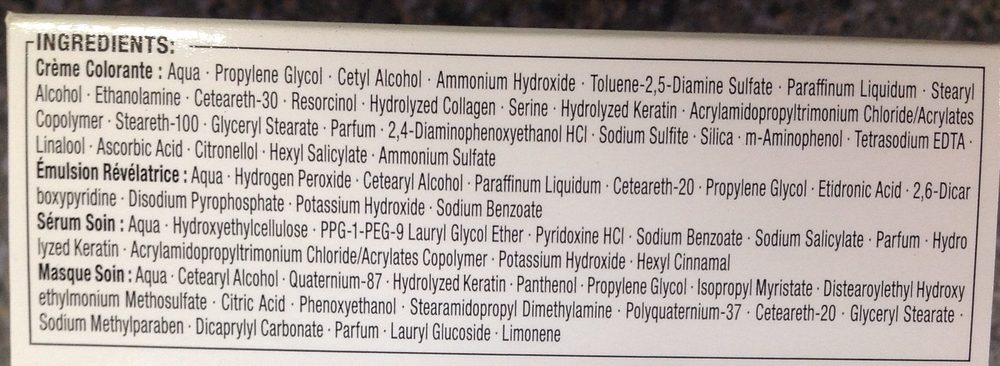 INGREDIENTS:
Crème Colorante : Aqua · Propylene Glycol · Cetyl Alcohol · Ammonium Hydroxide · Toluene-2,5-Diamine Sulfate · Paraffinum Liquidum · Stearyl
Alcohol · Ethanolamine · Ceteareth-30 · Resorcinol · Hydrolyzed Collagen · Serine · Hydrolyzed Keratin · Acrylamidopropyltrimonium Chloride/Acrylates
Copolymer · Steareth-100 · Glyceryl Stearate · Parfum · 2,4-Diaminophenoxyethanol HCl · Sodium Sulfite · Silica · m-Aminophenol · Tetrasodium EDTA ·
Linalool · Ascorbic Acid · Citronellol · Hexyl Salicylate · Ammonium Sulfate
Émulsion Révélatrice : Aqua · Hydrogen Peroxide · Cetearyl Alcohol · Paraffinum Liquidum · Ceteareth-20 · Propylene Glycol · Etidronic Acid · 2,6-Dicar
boxypyridine · Disodium Pyrophosphate · Potassium Hydroxide · Sodium Benzoate
Sérum Soin : Aqua · Hydroxyethylcellulose · PPG-1-PEG-9 Lauryl Glycol Ether · Pyridoxine HCl · Sodium Benzoate · Sodium Salicylate · Parfum · Hydro
lyzed Keratin · Acrylamidopropyltrimonium Chloride/Acrylates Copolymer · Potassium Hydroxide · Hexyl Cinnamal
Masque Soin : Aqua · Cetearyl Alcohol · Quaternium-87 · Hydrolyzed Keratin · Panthenol · Propylene Glycol · Isopropyl Myristate · Distearoylethyl Hydroxy
ethylmonium Methosulfate · Citric Acid · Phenoxyethanol · Stearamidopropyl Dimethylamine · Polyquaternium-37 · Ceteareth-20 · Glyceryl Stearate ·
Sodium Methylparaben · Dicaprylyl Carbonate · Parfum · Lauryl Glucoside · Limonene